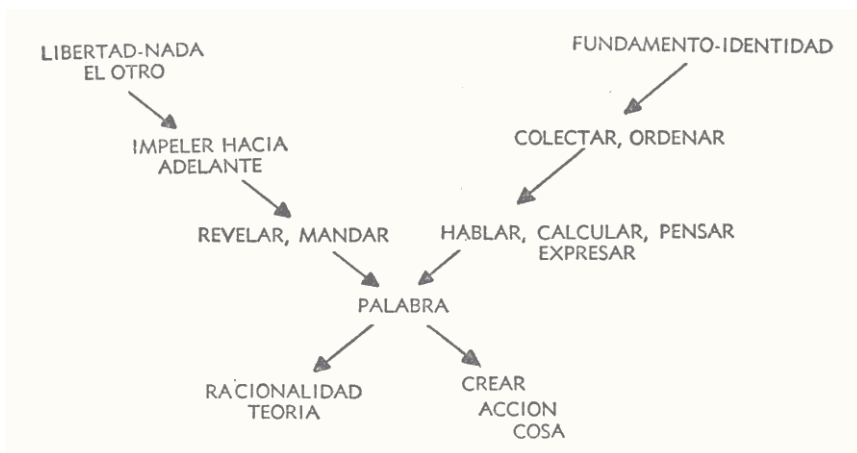 LIBERTAD-NADA
EL OTRO
FUNDAMENTO-IDENTIDAD
IMPELER HACIA
ADELANTE
COLECTAR, ORDENAR
REVELAR, MANDAR
HABLAR, CALCULAR, PENSAR
EXPRESAR
PALABRA
RACIONALIDAD
TEORIA
CREAR
ACCION
COSA